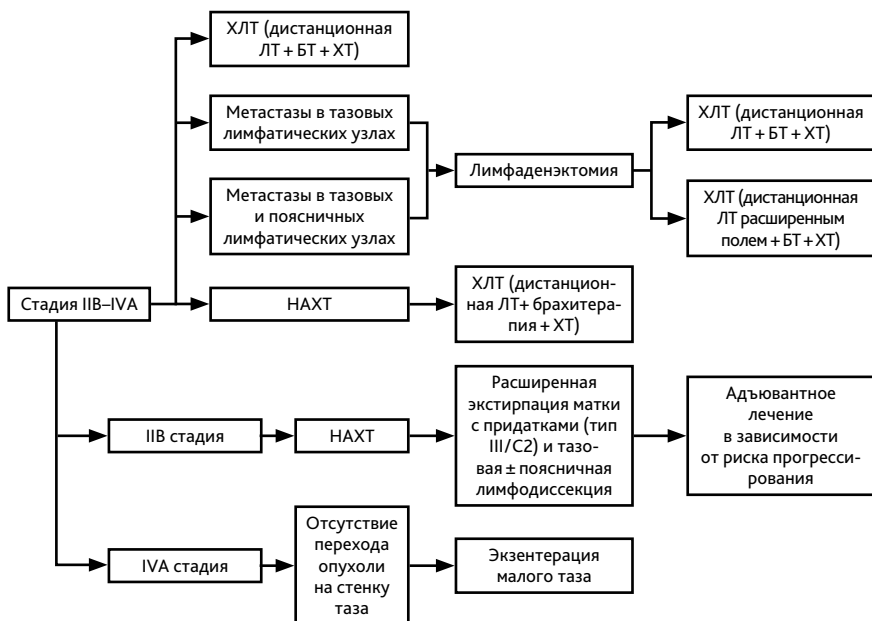 ХЛТ (дистанционная
ЛТ + БТ + ХТ)
Метастазы в тазовых
лимфатических узлах
Метастазы в тазовых
и поясничных
лимфатических узлах
Лимфаденэктомия
ХЛТ (дистанционная
ЛТ + БТ + ХТ)
ХЛТ (дистанционная
ЛТ расширенным
полем + БТ + ХТ)
Стадия IIB–IVA
НАХТ
ХЛТ (дистанцион-
ная ЛТ+ брахитера-
пия + ХТ)
IIB стадия
НАХТ
Расширенная
экстирпация матки
с придатками (тип
III/C2) и тазо-
вая ± поясничная
лимфодиссекция
Адъювантное
лечение
в зависимости
от риска прогресси-
рования
IVA стадия
Отсутствие
перехода
опухоли
на стенку
таза
Экзентерация
малого таза